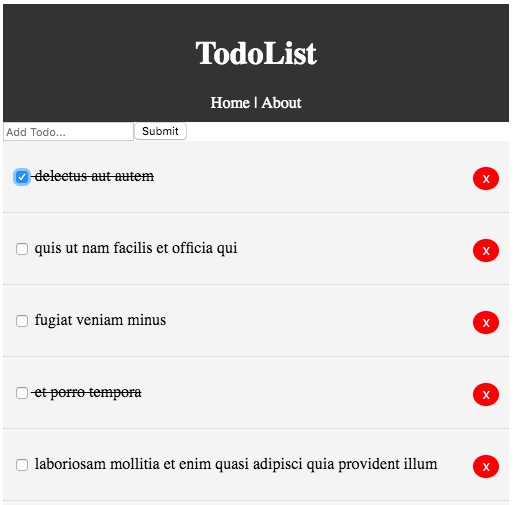 TodoList
Home | About
Add Todo... Submit
delectus aut autem x
quis ut nam facilis et officia qui x
fugiat veniam minus x
et porro tempora x
laboriosam mollitia et enim quasi adipisci quia provident illum x